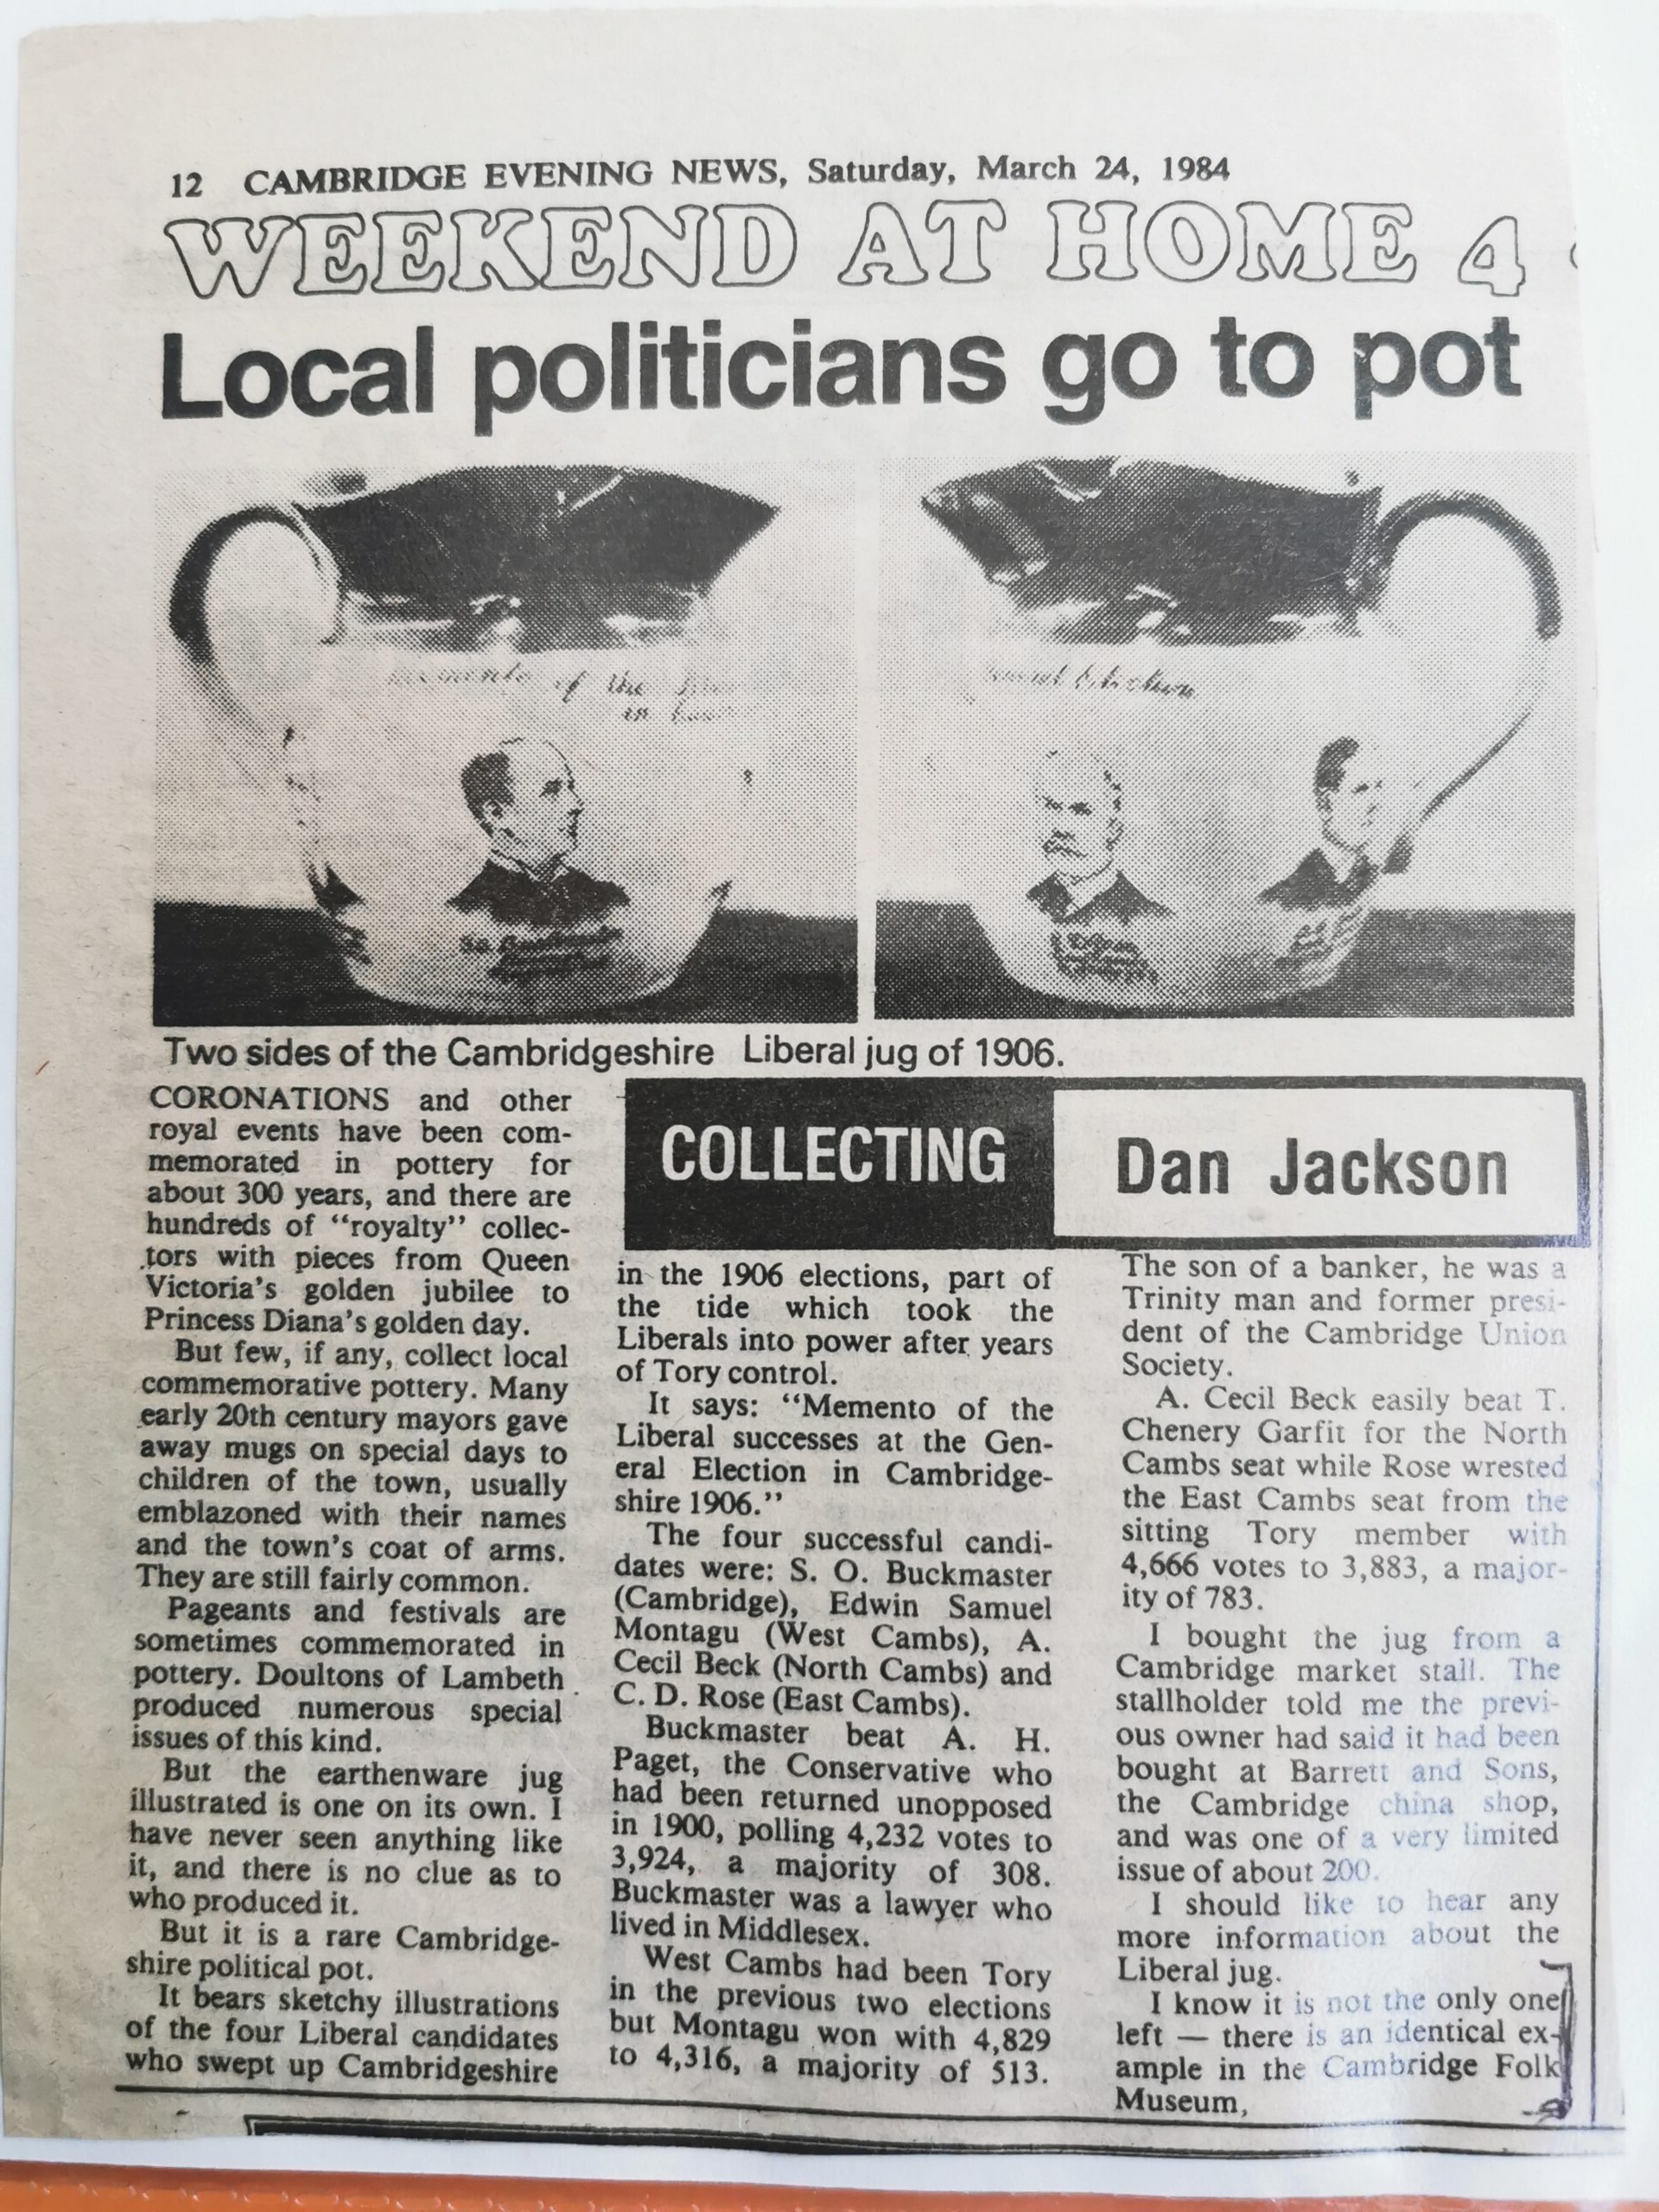 12 CAMBRIDGE EVENING NEWS, Saturday, March 24, 1984
WEEKEND AT HOME 4
Local politicians go to pot
of the
Two sides of the Cambridgeshire Liberal jug of 1906.
COLLECTING
Dan Jackson
CORONATIONS and other
royal events have been com-
memorated in pottery for
about 300 years, and there are
hundreds of "royalty" collec-
tors with pieces from Queen
Victoria's golden jubilee to
Princess Diana's golden day.
But few, if any, collect local
commemorative pottery. Many
early 20th century mayors gave
away mugs on special days to
children of the town, usually
emblazoned with their names
and the town's coat of arms.
They are still fairly common.
Pageants and festivals are
sometimes commemorated in
pottery. Doultons of Lambeth
produced numerous special
issues of this kind.
But the earthenware jug
illustrated is one on its own. I
have never seen anything like
it, and there is no clue as to
who produced it.
But it is a rare Cambridge-
shire political pot.
It bears sketchy illustrations
of the four Liberal candidates
who swept up Cambridgeshire
in the 1906 elections, part of
the tide which took the
Liberals into power after years
of Tory control.
It says: "Memento of the
Liberal successes at the Gen-
eral Election in Cambridge-
shire 1906."
The four successful candi-
dates were: S. O. Buckmaster
(Cambridge), Edwin Samuel
Montagu (West Cambs), A.
Cecil Beck (North Cambs) and
C. D. Rose (East Cambs).
Buckmaster beat A. H.
Paget, the Conservative who
had been returned unopposed
in 1900, polling 4,232 votes to
3,924, a majority of 308.
Buckmaster was a lawyer who
lived in Middlesex.
West Cambs had been Tory
in the previous two elections
but Montagu won with 4,829
to 4,316, a majority of 513.
The son of a banker, he was a
Trinity man and former presi-
dent of the Cambridge Union
Society.
A. Cecil Beck easily beat T.
Chenery Garfit for the North
Cambs seat while Rose wrested
the East Cambs seat from the
sitting Tory member with
4,666 votes to 3,883, a major-
ity of 783.
I bought the jug from a
Cambridge market stall. The
stallholder told me the previ-
ous owner had said it had been
bought at Barrett and Sons,
the Cambridge china shop,
and was one of a very limited
issue of about 200.
I should like to hear any
more information about the
Liberal jug.
I know it is not the only one
left — there is an identical ex-
ample in the Cambridge Folk
Museum,